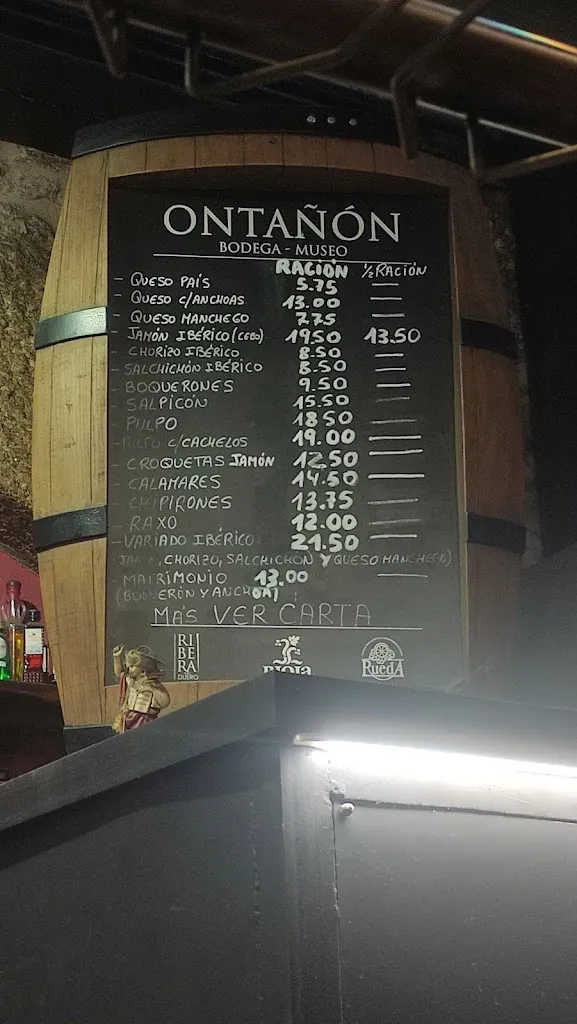 ONTAÑÓN
BODEGA - MUSEO
RACIÓN ½ RACIÓN
- QUESO PAÍS 5.75 —
- QUESO C/ANCHOAS 13.00 —
- QUESO MANCHEGO 7.75 —
- JAMÓN IBÉRICO (CEBO) 19.50 13.50
- CHORIZO IBÉRICO 8.50 —
- SALCHICHÓN IBÉRICO 8.50 —
- BOQUERONES 9.50 —
- SALPICÓN 15.50 —
- PULPO 18.50 —
- PULPO C/CACHELOS 19.00 —
- CROQUETAS JAMÓN 12.50 —
- CALAMARES 14.50 —
- CHIPIRONES 13.75 —
- RAXO 12.00 —
- VARIADO IBÉRICO 21.50 —
(JAMÓN, CHORIZO, SALCHICHON Y QUESO MANCHEGO)
- MATRIMONIO 13.00 —
(BOQUERÓN Y ANCHOA)
MÁS VER CARTA
RIBERA
DUERO
RIOJA
RUEDA